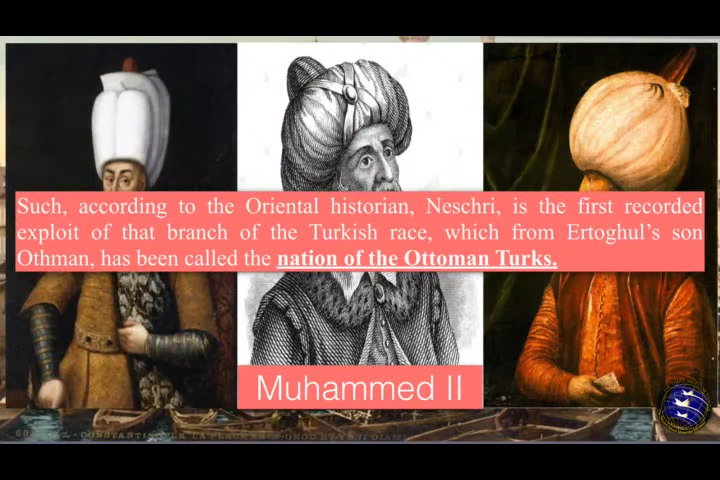 Such, according to the Oriental historian, Neschri, is the first recorded
exploit of that branch of the Turkish race, which from Ertoghul's son
Othman, has been called the nation of the Ottoman Turks.
Muhammed II
CONSTANTINOPLE